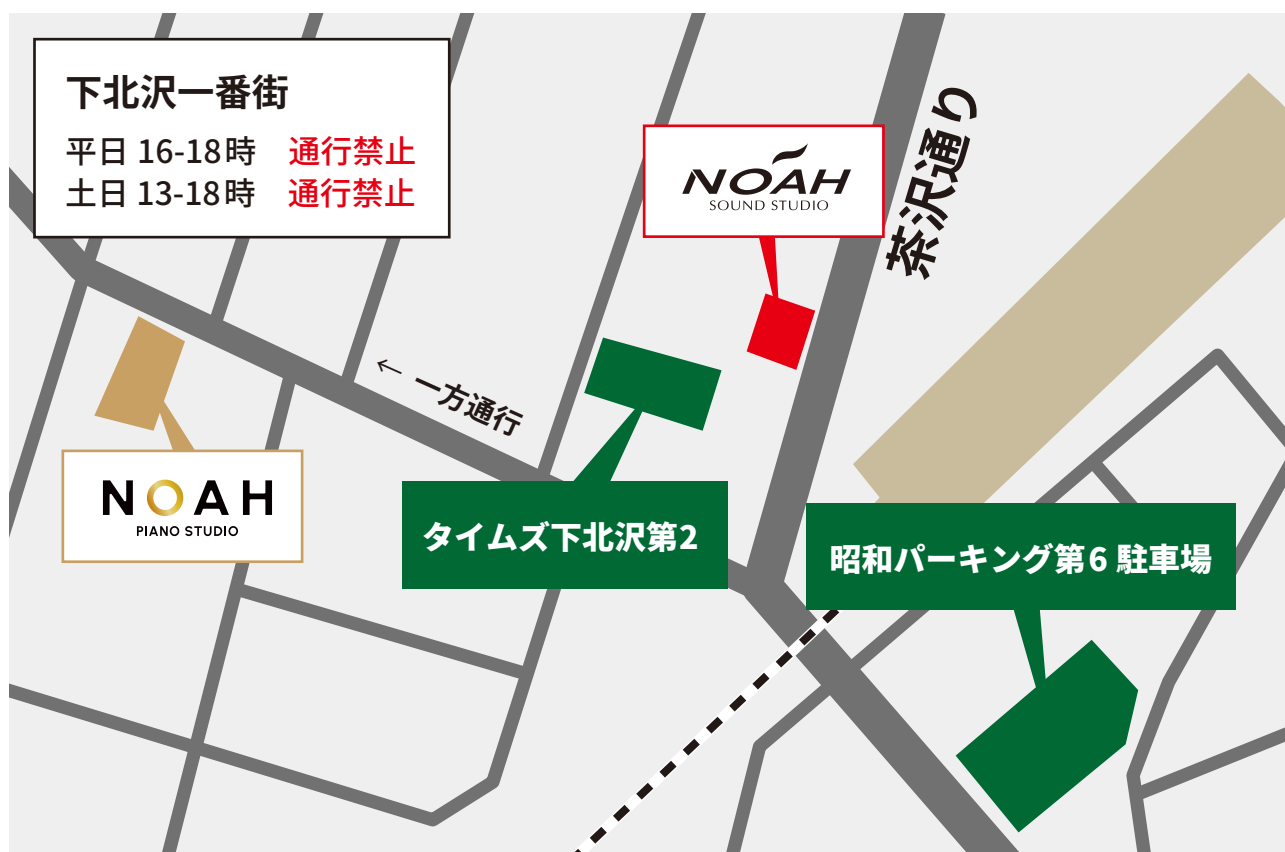 下北沢一番街
平日 16-18時 通行禁止
土日 13-18時 通行禁止
NOAH
SOUND STUDIO
茶沢通り
← 一方通行
NOAH
PIANO STUDIO
タイムズ下北沢第2
昭和パーキング第6 駐車場